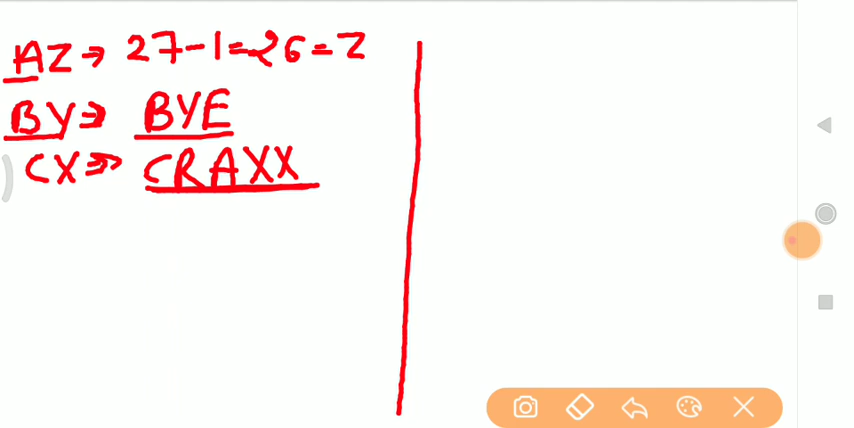 AZ → 27-1=26=Z
BY ⇒ BYE
CX ⇒ CRAXX